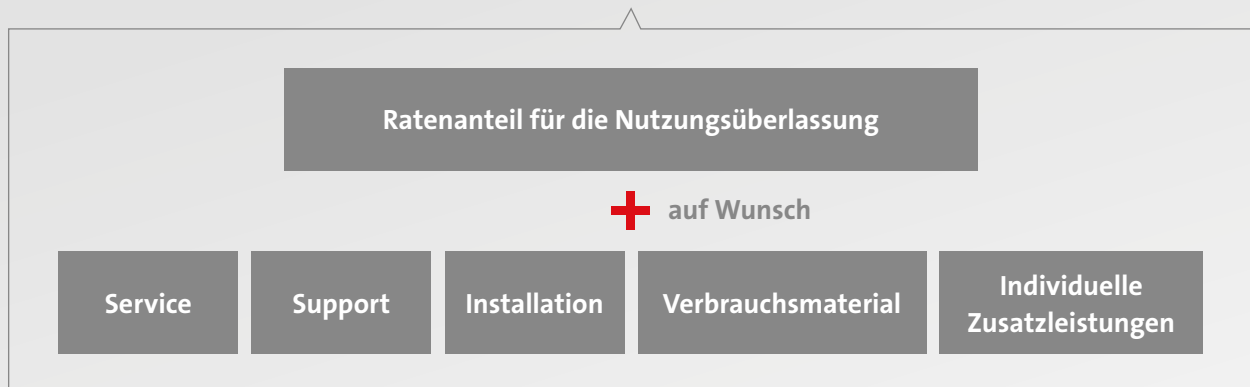 Ratenanteil für die Nutzungsüberlassung
auf Wunsch
Service
Support
Installation
Verbrauchsmaterial
Individuelle
Zusatzleistungen